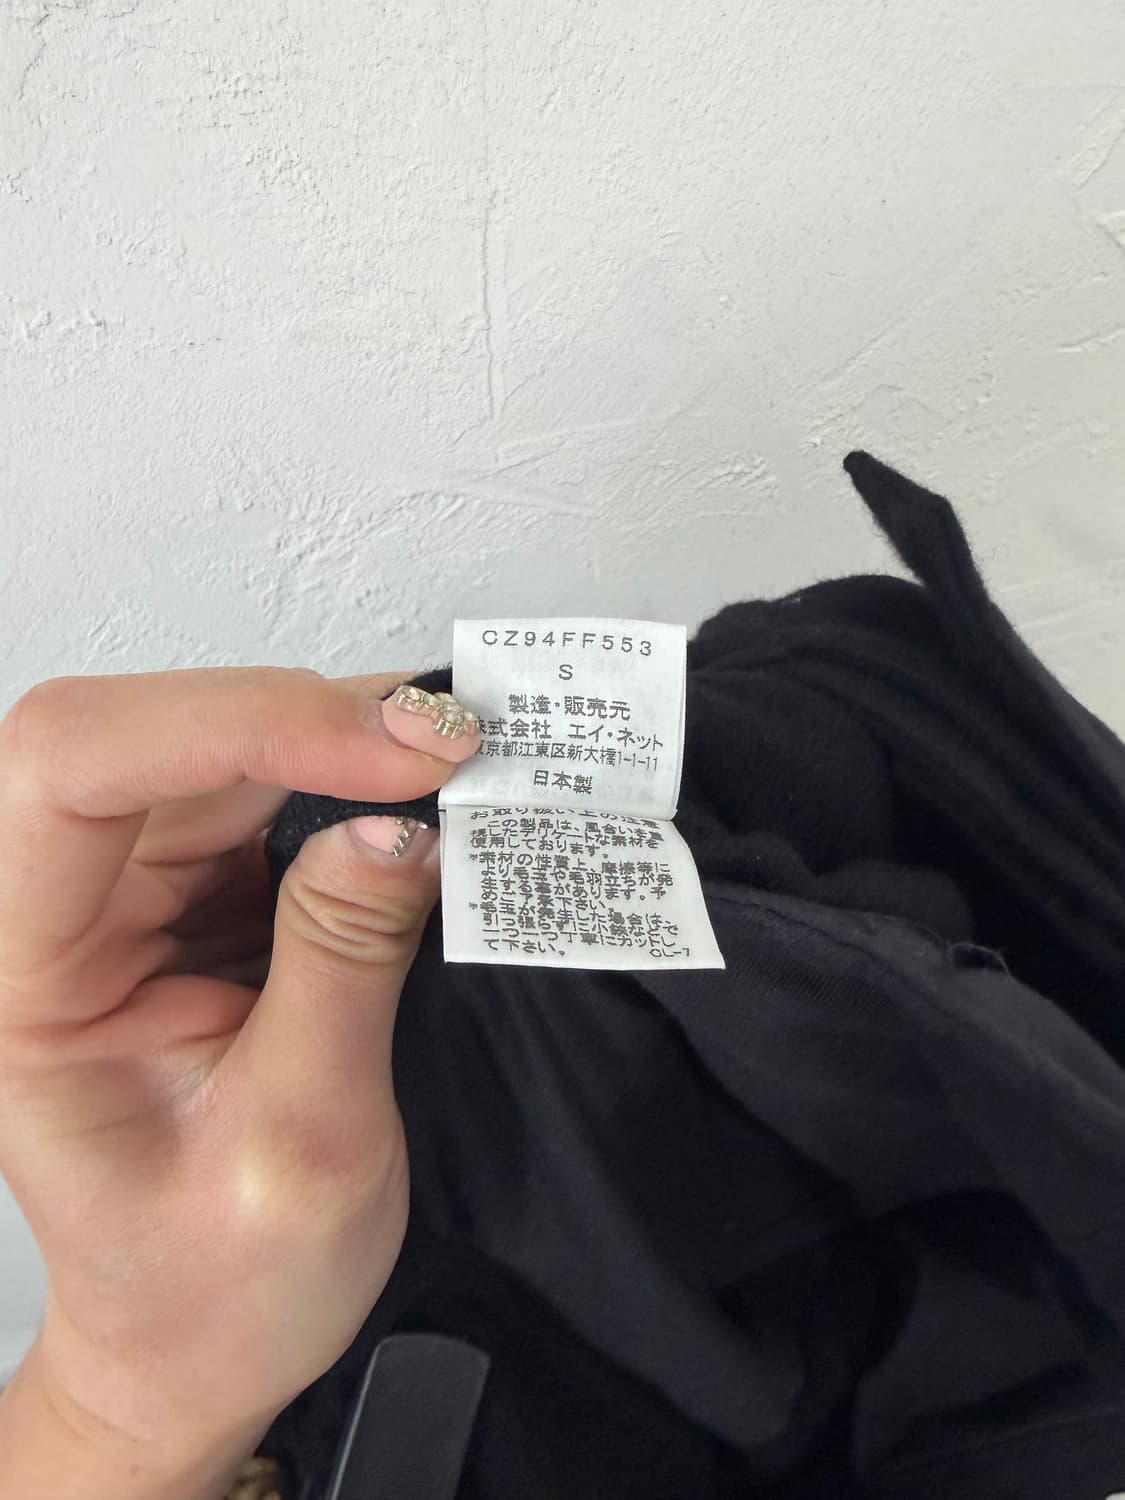 CZ94FF553
S
製造・販売元
株式会社 エイ・ネット
東京都江東区新大橋1-1-11
日本製
お取り扱い上の注意
この製品は、風合いを重
視したデリケートな素材を
使用しております。
*素材の性質上、摩擦等に
より毛玉や毛羽立ちが発
生する事があります。予
めご了承下さい。
*毛玉が発生した場合は、
引っ張らずに小鋏などで
一つ一つ丁寧にカットし
て下さい。
CL-7